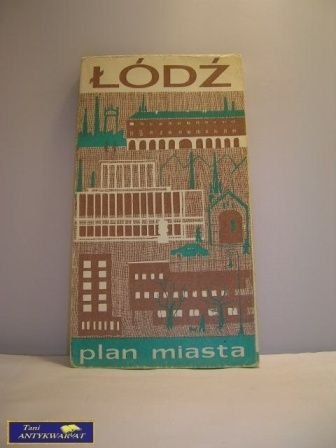 ŁÓDŹ
plan miasta
Tani
ANTYKWARIAT